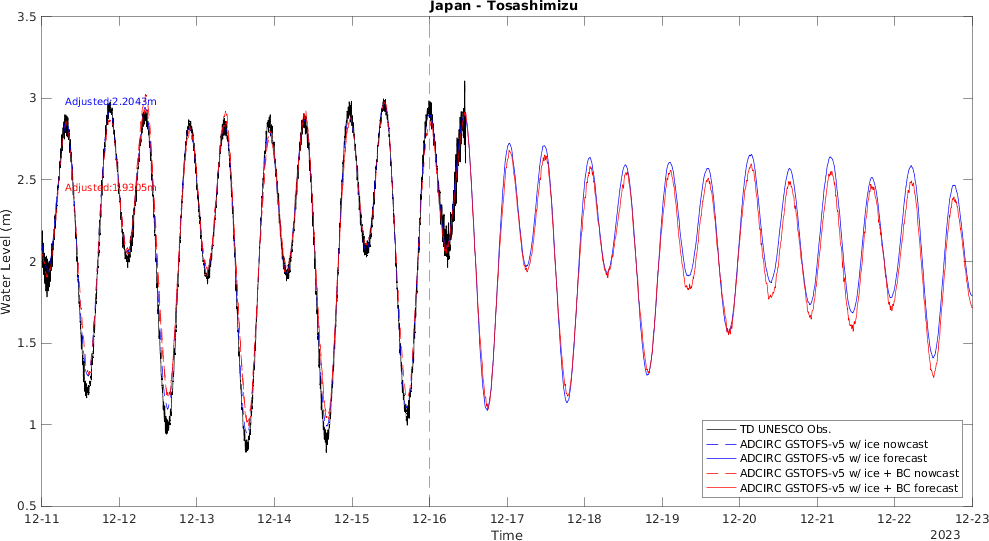 Japan - Tosashimizu
3.5
3
2.5
2
1.5
1
0.5
Water Level (m)
Adjusted:2.2043m
Adjusted:1.9305m
TD UNESCO Obs.
ADCIRC GSTOFS-v5 w/ ice nowcast
ADCIRC GSTOFS-v5 w/ ice forecast
ADCIRC GSTOFS-v5 w/ ice + BC nowcast
ADCIRC GSTOFS-v5 w/ ice + BC forecast
12-11 12-12 12-13 12-14 12-15 12-16 12-17 12-18 12-19 12-20 12-21 12-22 12-23
Time
2023